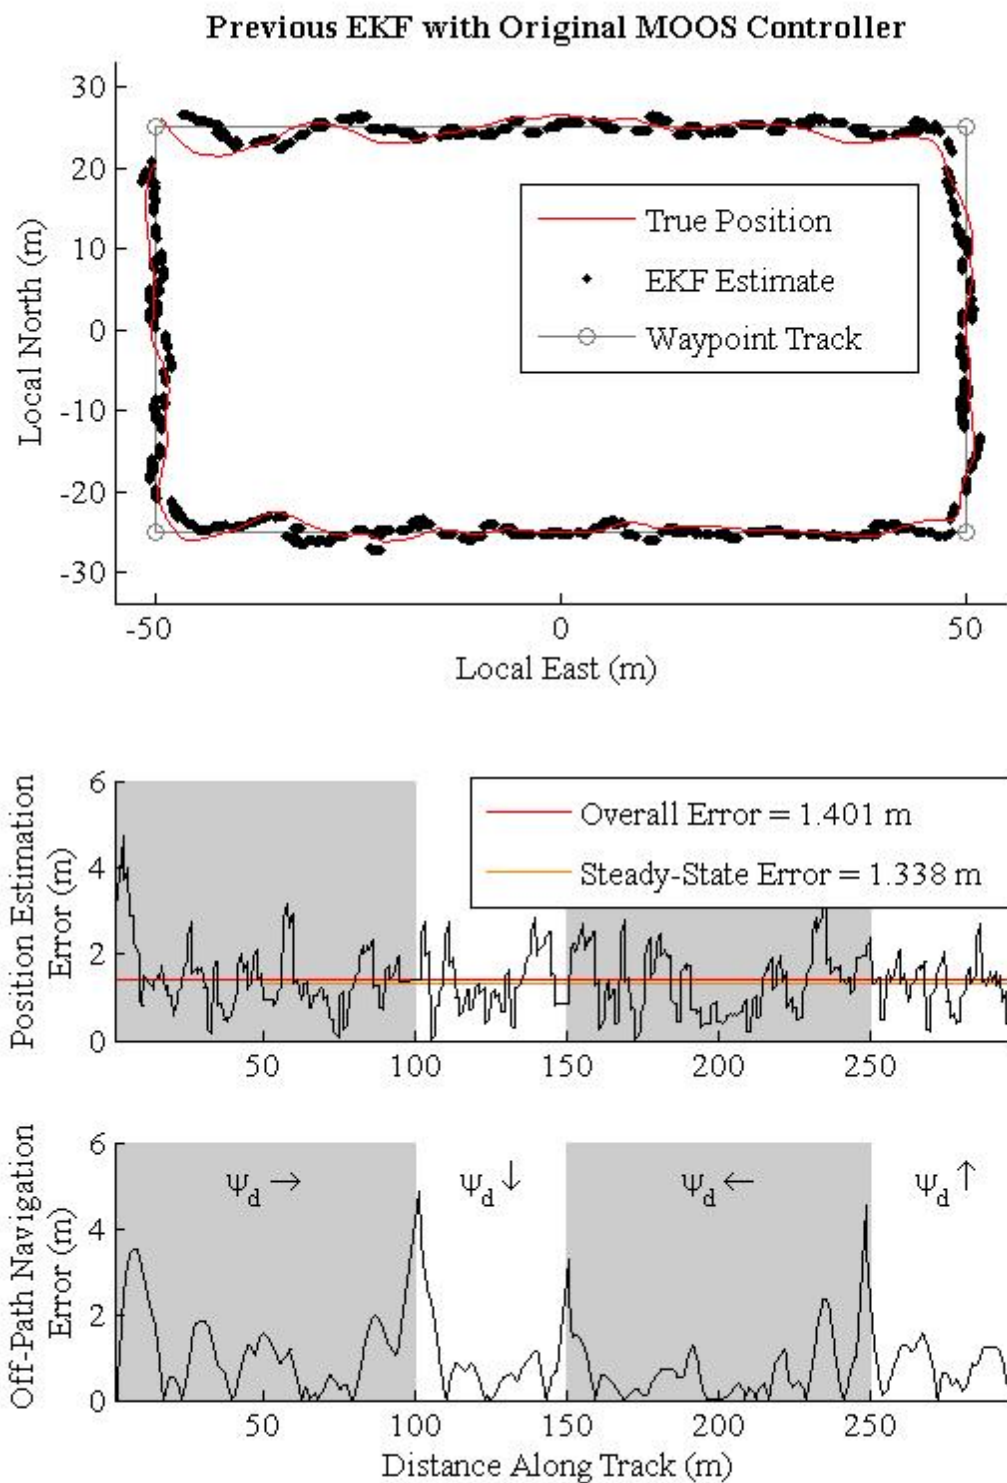 Previous EKF with Original MOOS Controller
30
20
10
0
-10
-20
-30
Local North (m)
True Position
EKF Estimate
Waypoint Track
-50
0
50
Local East (m)
Position Estimation
Error (m)
6
4
2
0
Overall Error = 1.401 m
Steady-State Error = 1.338 m
50
100
150
200
250
Off-Path Navigation
Error (m)
6
4
2
0
Ψd →
Ψd ↓
Ψd ←
Ψd ↑
50
100
150
200
250
Distance Along Track (m)